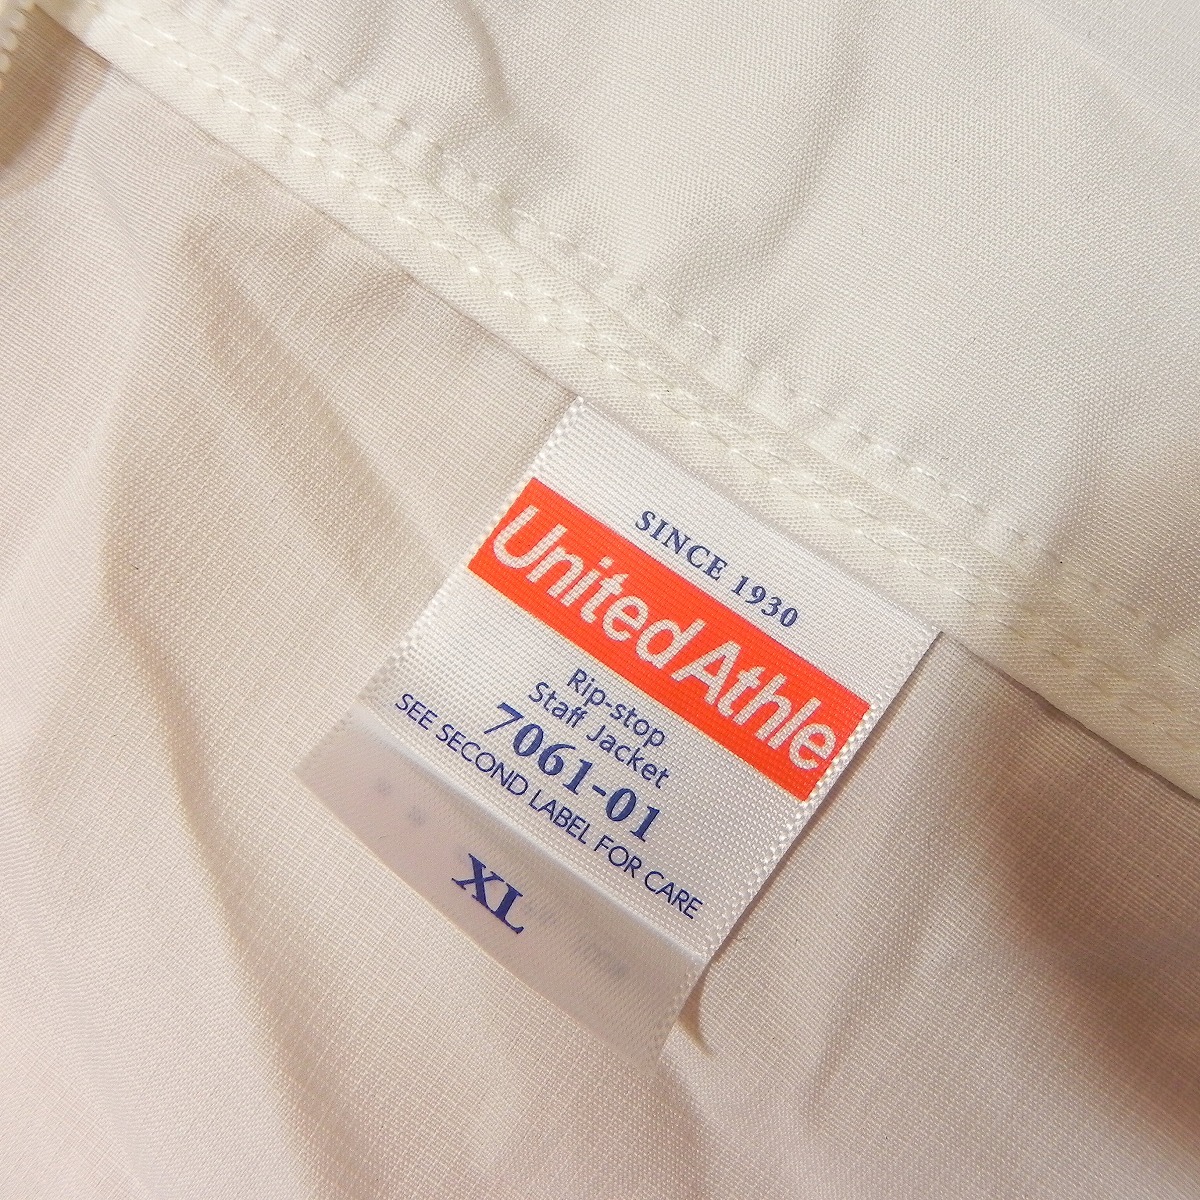 SINCE 1930
UnitedAthle
Rip-stop
Staff Jacket
7061-01
SEE SECOND LABEL FOR CARE
XL